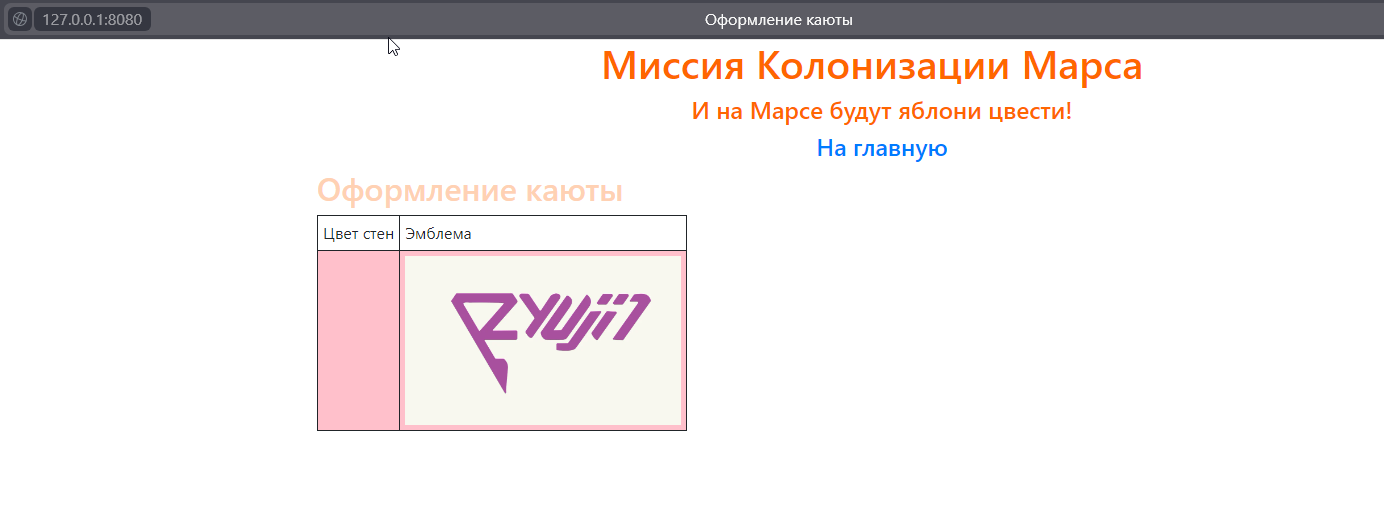 127.0.0.1:8080 Оформление каюты
Миссия Колонизации Марса
И на Марсе будут яблони цвести!
На главную
Оформление каюты
Цвет стен Эмблема
Ryujin